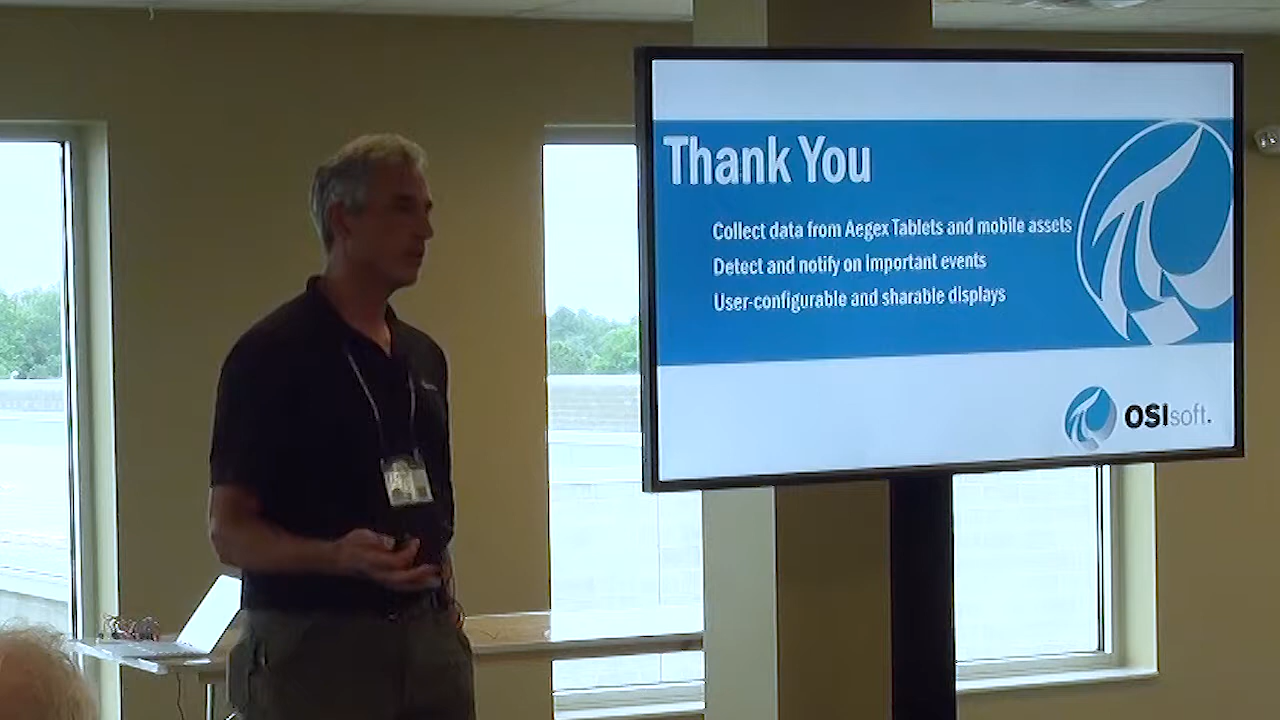 Thank You
Collect data from Aegex Tablets and mobile assets
Detect and notify on important events
User-configurable and sharable displays
OSIsoft.